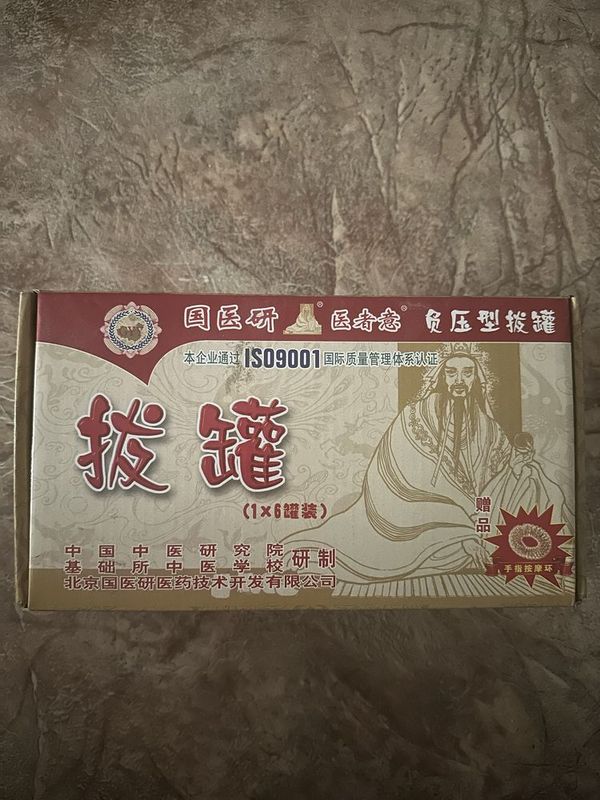 国医研® 医者意® 负压型拔罐
本企业通过ISO9001国际质量管理体系认证
拔罐
(1×6罐装)
中国中医研究院
基础所中医学校 研制
北京国医研医药技术开发有限公司
赠品
手指按摩环